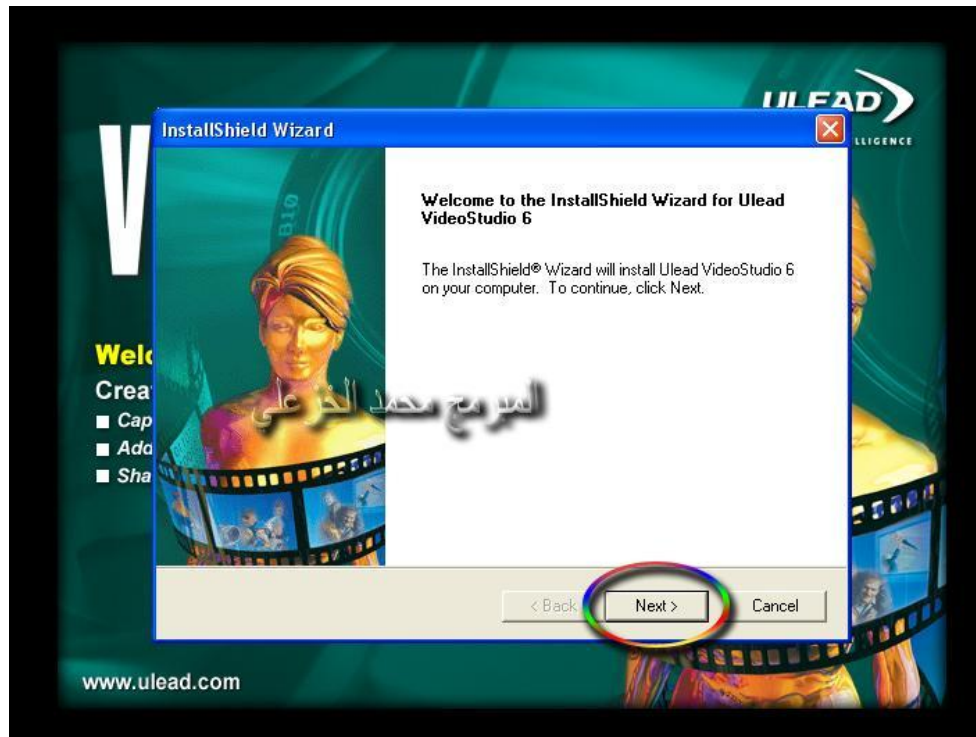 ULEAD
LLIGENCE
V
InstallShield Wizard
Welcome to the InstallShield Wizard for Ulead
VideoStudio 6
The InstallShield® Wizard will install Ulead VideoStudio 6
on your computer. To continue, click Next.
B10
Welc
Crea
Cap
Add
Sha
المبرمج محمد الخزعلي
< Back
Next >
Cancel
www.ulead.com